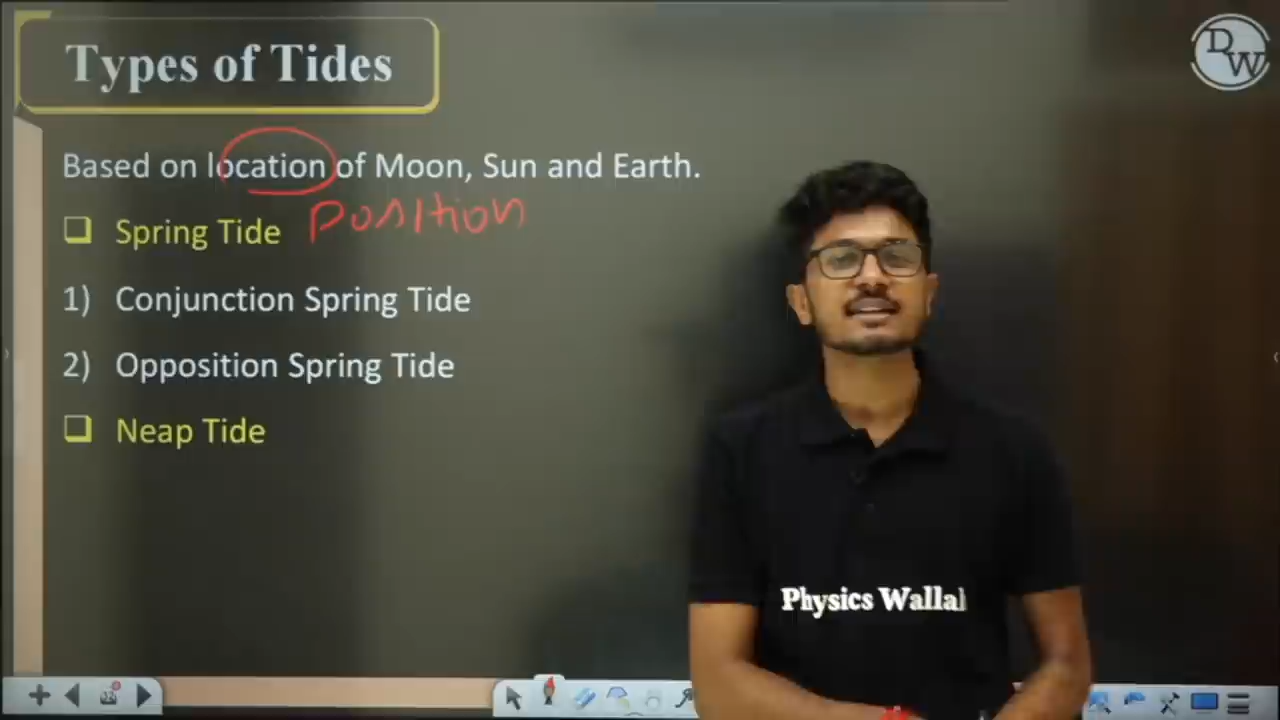 Types of Tides
PW
Based on location of Moon, Sun and Earth.
position
Spring Tide
1) Conjunction Spring Tide
2) Opposition Spring Tide
Neap Tide
Physics Wallah